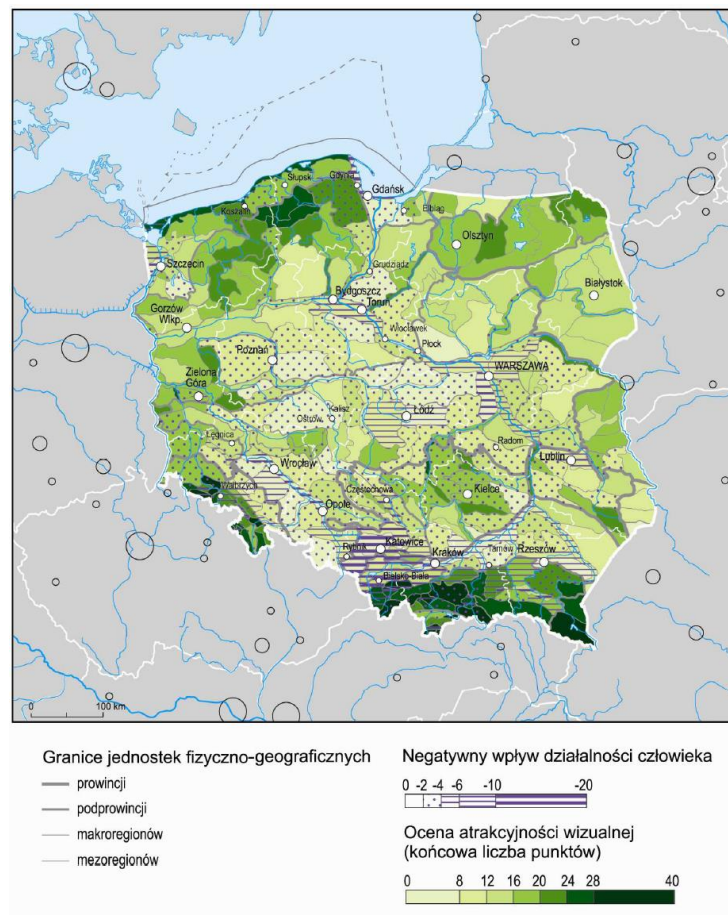 Słupsk
Gdynia
Gdańsk
Koszalin
Elbląg
Olsztyn
Szczecin
Grudziądz
Białystok
Bydgoszcz
Toruń
Gorzów
Wlkp.
Włocławek
Płock
Poznań
WARSZAWA
Zielona
Góra
Kalisz
Ostrów
Łódź
Legnica
Radom
Lublin
Wrocław
Wałbrzych
Częstochowa
Kielce
Opole
Katowice
Rybnik
Kraków
Tarnów
Rzeszów
Bielsko-Biała
0 100 km
Granice jednostek fizyczno-geograficznych
prowincji
podprowincji
makroregionów
mezoregionów
Negatywny wpływ działalności człowieka
0 -2 -4 -6 -10 -20
Ocena atrakcyjności wizualnej
(końcowa liczba punktów)
0 8 12 16 20 24 28 40